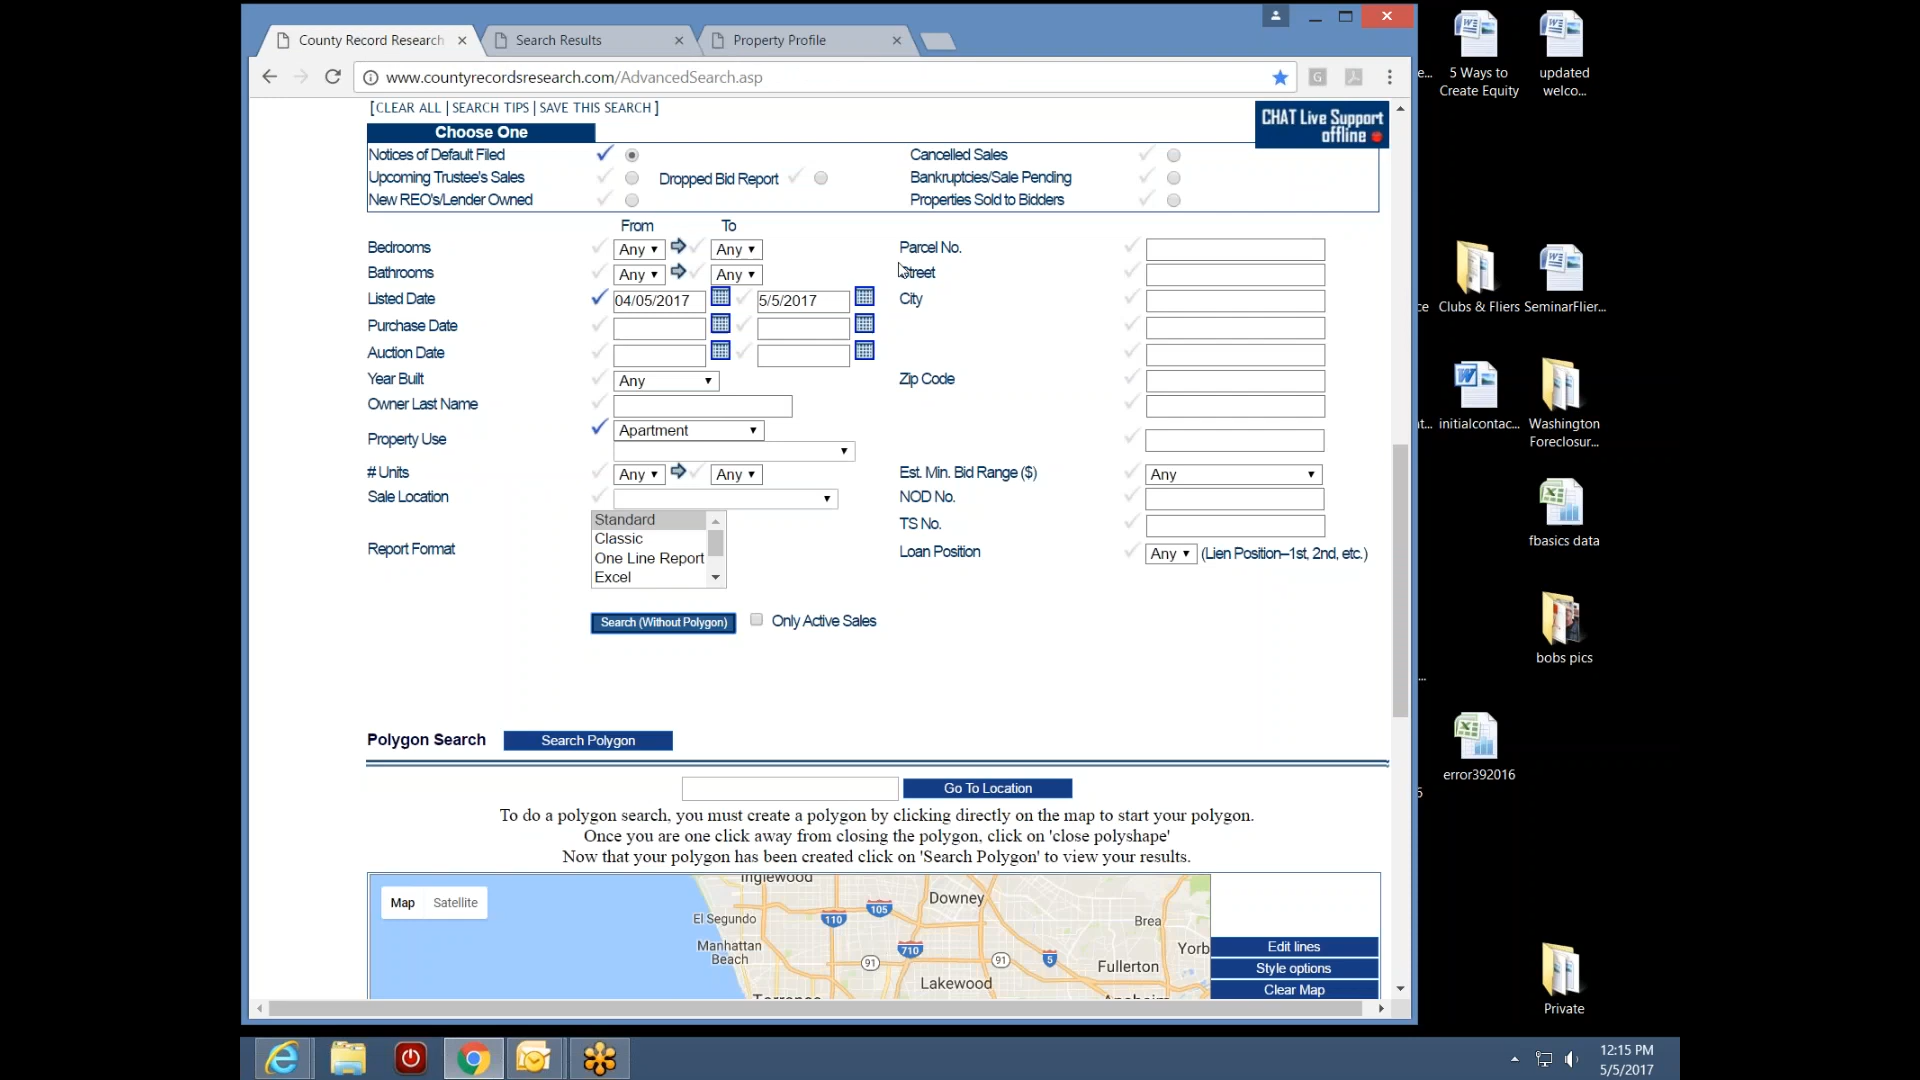 County Record Research
Search Results
Property Profile
www.countyrecordsresearch.com/AdvancedSearch.asp
[CLEAR ALL | SEARCH TIPS | SAVE THIS SEARCH ]
CHAT Live Support
offline
Choose One
Notices of Default Filed
Cancelled Sales
Upcoming Trustee's Sales
Dropped Bid Report
Bankruptcies/Sale Pending
New REO's/Lender Owned
Properties Sold to Bidders
From To
Bedrooms Any Any Parcel No.
Bathrooms Any Any Street
Listed Date 04/05/2017 5/5/2017 City
Purchase Date
Auction Date
Year Built Any Zip Code
Owner Last Name
Property Use Apartment
# Units Any Any Est. Min. Bid Range ($) Any
Sale Location NOD No.
Standard TS No.
Classic
Report Format Loan Position Any (Lien Position–1st, 2nd, etc.)
One Line Report
Excel
Search (Without Polygon) Only Active Sales
Polygon Search Search Polygon
Go To Location
To do a polygon search, you must create a polygon by clicking directly on the map to start your polygon.
Once you are one click away from closing the polygon, click on 'close polyshape'
Now that your polygon has been created click on 'Search Polygon' to view your results.
Map Satellite
Inglewood
Downey
105
110
El Segundo
Brea
Manhattan
Beach
710
91
91
5
Fullerton
Yorb
Lakewood
Torrance
Anaheim
Edit lines
Style options
Clear Map
5 Ways to
Create Equity
updated
welco...
Clubs & Fliers
SeminarFlier...
initialcontac...
Washington
Foreclosur...
fbasics data
bobs pics
error392016
Private
12:15 PM
5/5/2017